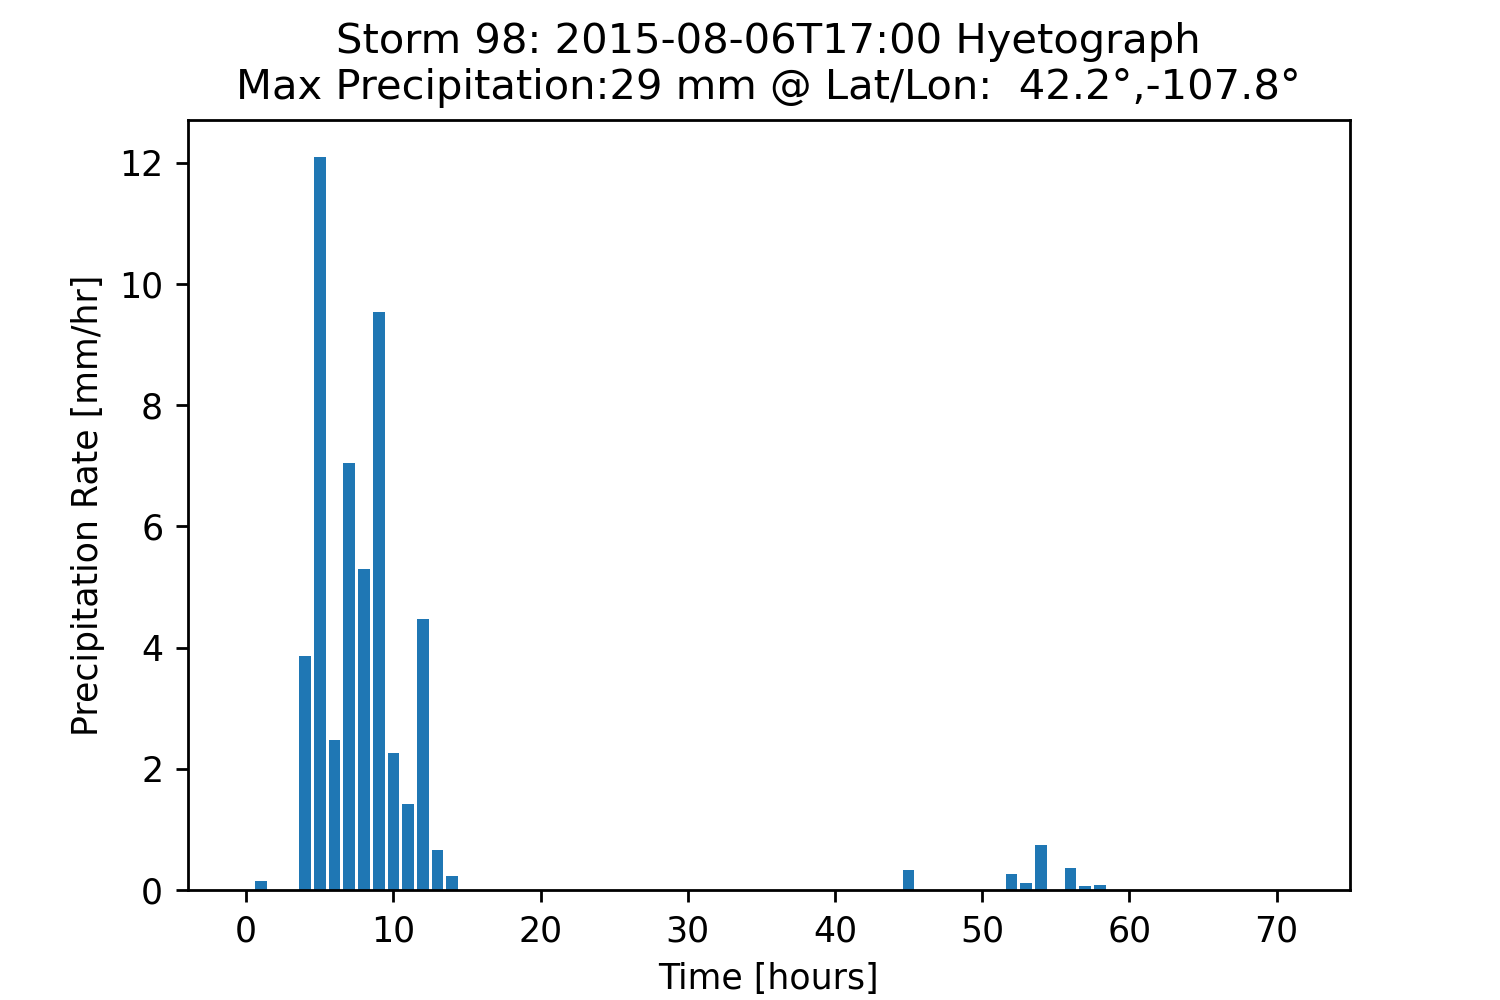 Storm 98: 2015-08-06T17:00 Hyetograph
Max Precipitation:29 mm @ Lat/Lon:  42.2°,-107.8°
12
10
8
6
4
2
0
Precipitation Rate [mm/hr]
0 10 20 30 40 50 60 70
Time [hours]